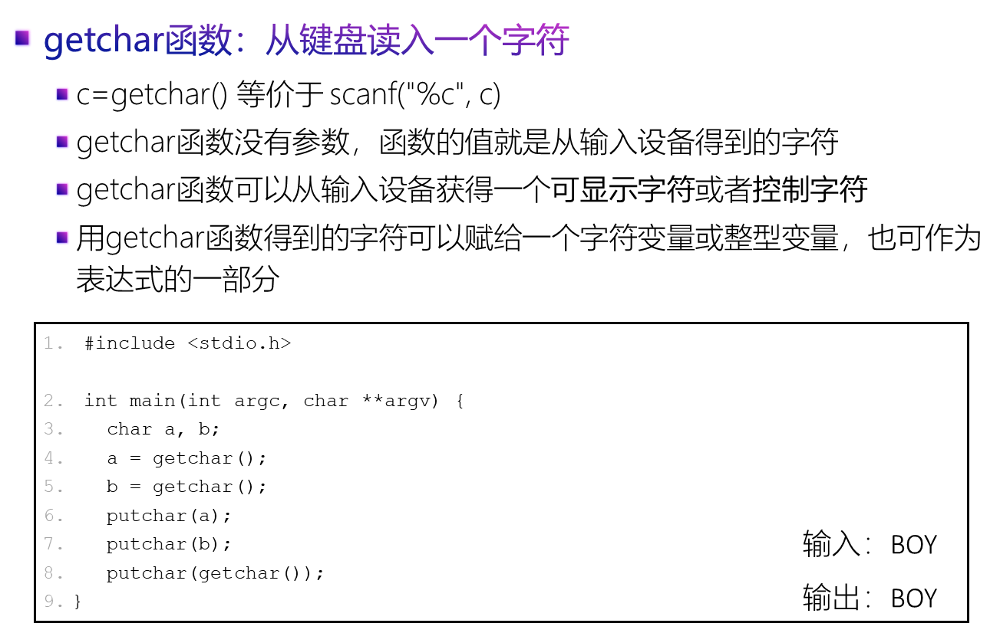 getchar函数：从键盘读入一个字符
c=getchar() 等价于 scanf("%c", c)
getchar函数没有参数，函数的值就是从输入设备得到的字符
getchar函数可以从输入设备获得一个可显示字符或者控制字符
用getchar函数得到的字符可以赋给一个字符变量或整型变量，也可作为
表达式的一部分
1. #include <stdio.h>
2. int main(int argc, char **argv) {
3. char a, b;
4. a = getchar();
5. b = getchar();
6. putchar(a);
7. putchar(b);
8. putchar(getchar());
9. }
输入：BOY
输出：BOY